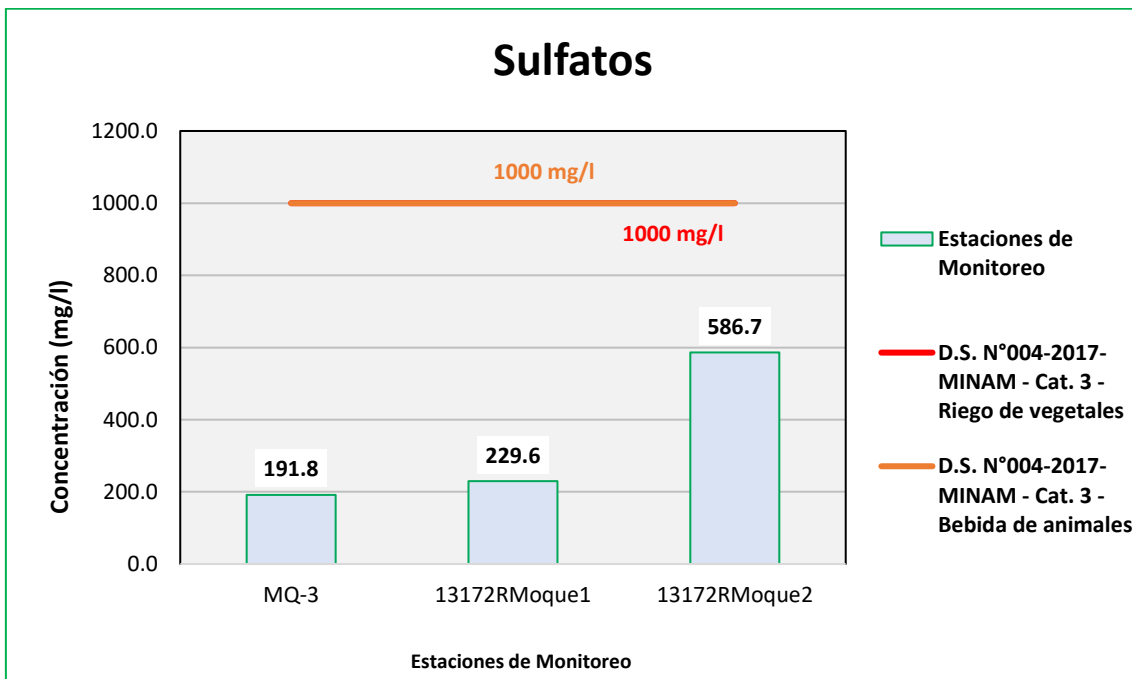 Sulfatos
Concentración (mg/l)
1200.0
1000.0
800.0
600.0
400.0
200.0
0.0
1000 mg/l
1000 mg/l
191.8
229.6
586.7
MQ-3
13172RMoque1
13172RMoque2
Estaciones de Monitoreo
Estaciones de
Monitoreo
D.S. N°004-2017-
MINAM - Cat. 3 -
Riego de vegetales
D.S. N°004-2017-
MINAM - Cat. 3 -
Bebida de animales